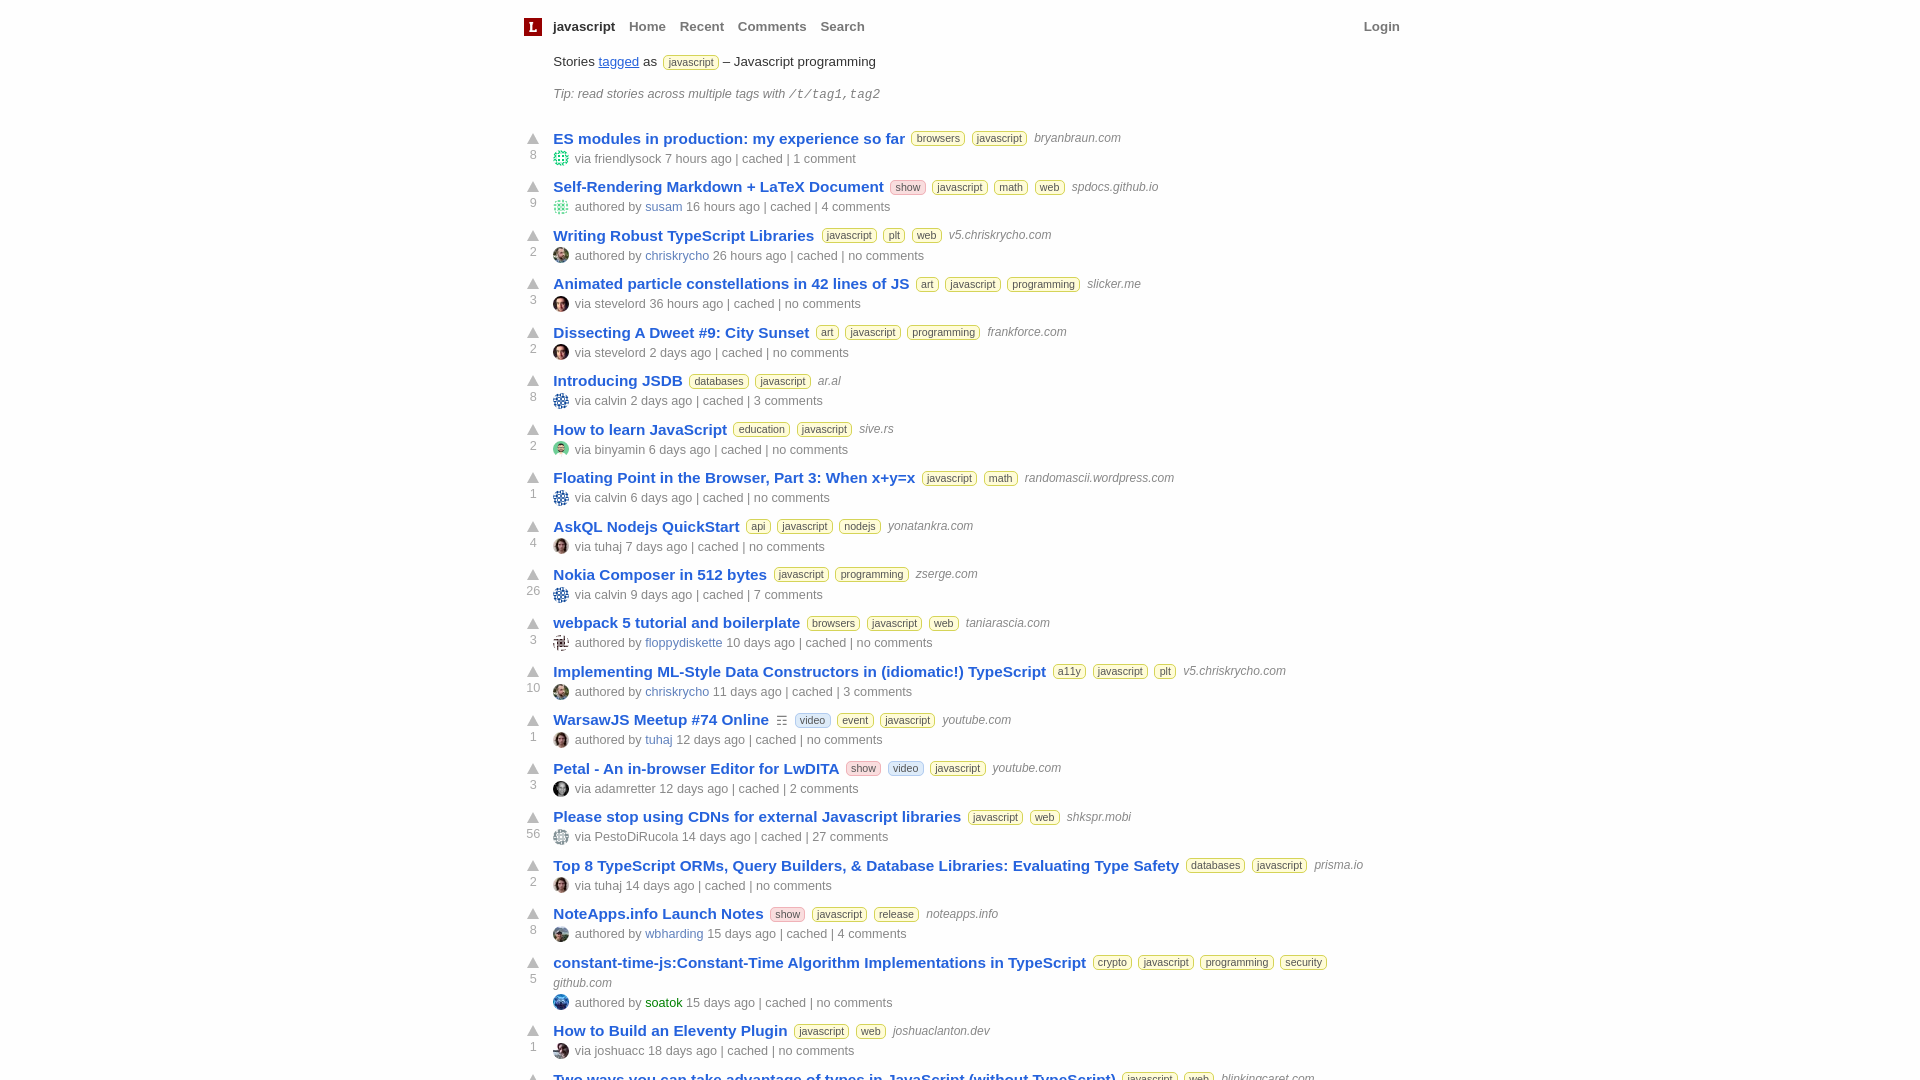 L javascript Home Recent Comments Search Login
Stories tagged as javascript – Javascript programming
Tip: read stories across multiple tags with /t/tag1,tag2
ES modules in production: my experience so far browsers javascript bryanbraun.com
8 via friendlysock 7 hours ago | cached | 1 comment
Self-Rendering Markdown + LaTeX Document show javascript math web spdocs.github.io
9 authored by susam 16 hours ago | cached | 4 comments
Writing Robust TypeScript Libraries javascript plt web v5.chriskrycho.com
2 authored by chriskrycho 26 hours ago | cached | no comments
Animated particle constellations in 42 lines of JS art javascript programming slicker.me
3 via stevelord 36 hours ago | cached | no comments
Dissecting A Dweet #9: City Sunset art javascript programming frankforce.com
2 via stevelord 2 days ago | cached | no comments
Introducing JSDB databases javascript ar.al
8 via calvin 2 days ago | cached | 3 comments
How to learn JavaScript education javascript sive.rs
2 via binyamin 6 days ago | cached | no comments
Floating Point in the Browser, Part 3: When x+y=x javascript math randomascii.wordpress.com
1 via calvin 6 days ago | cached | no comments
AskQL Nodejs QuickStart api javascript nodejs yonatankra.com
4 via tuhaj 7 days ago | cached | no comments
Nokia Composer in 512 bytes javascript programming zserge.com
26 via calvin 9 days ago | cached | 7 comments
webpack 5 tutorial and boilerplate browsers javascript web taniarascia.com
3 authored by floppydiskette 10 days ago | cached | no comments
Implementing ML-Style Data Constructors in (idiomatic!) TypeScript a11y javascript plt v5.chriskrycho.com
10 authored by chriskrycho 11 days ago | cached | 3 comments
WarsawJS Meetup #74 Online ☶ video event javascript youtube.com
1 authored by tuhaj 12 days ago | cached | no comments
Petal - An in-browser Editor for LwDITA show video javascript youtube.com
3 via adamretter 12 days ago | cached | 2 comments
Please stop using CDNs for external Javascript libraries javascript web shkspr.mobi
56 via PestoDiRucola 14 days ago | cached | 27 comments
Top 8 TypeScript ORMs, Query Builders, & Database Libraries: Evaluating Type Safety databases javascript prisma.io
2 via tuhaj 14 days ago | cached | no comments
NoteApps.info Launch Notes show javascript release noteapps.info
8 authored by wbharding 15 days ago | cached | 4 comments
constant-time-js:Constant-Time Algorithm Implementations in TypeScript crypto javascript programming security
5 github.com
authored by soatok 15 days ago | cached | no comments
How to Build an Eleventy Plugin javascript web joshuaclanton.dev
1 via joshuacc 18 days ago | cached | no comments
Two ways you can take advantage of types in JavaScript (without TypeScript) javascript web blinkingcaret.com